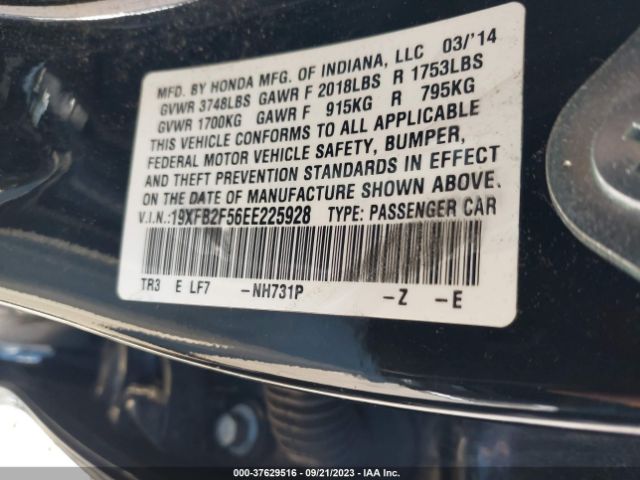 MFD. BY HONDA MFG. OF INDIANA, LLC 03/'14
GVWR 3748LBS GAWR F 2018LBS R 1753LBS
GVWR 1700KG GAWR F 915KG R 795KG
THIS VEHICLE CONFORMS TO ALL APPLICABLE
FEDERAL MOTOR VEHICLE SAFETY, BUMPER,
AND THEFT PREVENTION STANDARDS IN EFFECT
ON THE DATE OF MANUFACTURE SHOWN ABOVE.
V.I.N.:19XFB2F56EE225928 TYPE: PASSENGER CAR
TR3 E LF7 -NH731P -Z -E
000-37629516 - 09/21/2023 - IAA Inc.